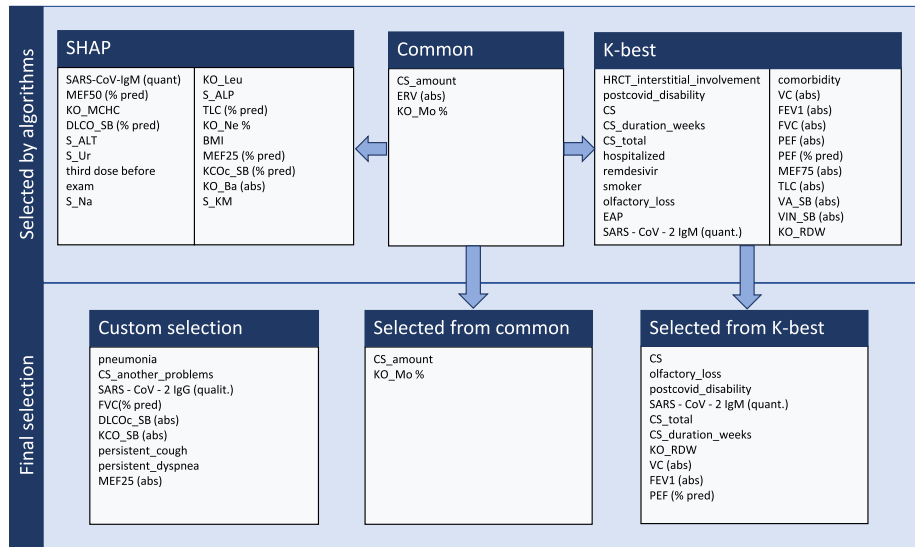 Selected by algorithms
SHAP
SARS-CoV-IgM (quant)
MEF50 (% pred)
KO_MCHC
DLCO_SB (% pred)
S_ALT
S_Ur
third dose before
exam
S_Na
KO_Leu
S_ALP
TLC (% pred)
KO_Ne %
BMI
MEF25 (% pred)
KCOc_SB (% pred)
KO_Ba (abs)
S_KM
Common
CS_amount
ERV (abs)
KO_Mo %
K-best
HRCT_interstitial_involvement
postcovid_disability
CS
CS_duration_weeks
CS_total
hospitalized
remdesivir
smoker
olfactory_loss
EAP
SARS - CoV - 2 IgM (quant.)
comorbidity
VC (abs)
FEV1 (abs)
FVC (abs)
PEF (abs)
PEF (% pred)
MEF75 (abs)
TLC (abs)
VA_SB (abs)
VIN_SB (abs)
KO_RDW
Final selection
Custom selection
pneumonia
CS_another_problems
SARS - CoV - 2 IgG (qualit.)
FVC(% pred)
DLCOc_SB (abs)
KCO_SB (abs)
persistent_cough
persistent_dyspnea
MEF25 (abs)
Selected from common
CS_amount
KO_Mo %
Selected from K-best
CS
olfactory_loss
postcovid_disability
SARS - CoV - 2 IgM (quant.)
CS_total
CS_duration_weeks
KO_RDW
VC (abs)
FEV1 (abs)
PEF (% pred)